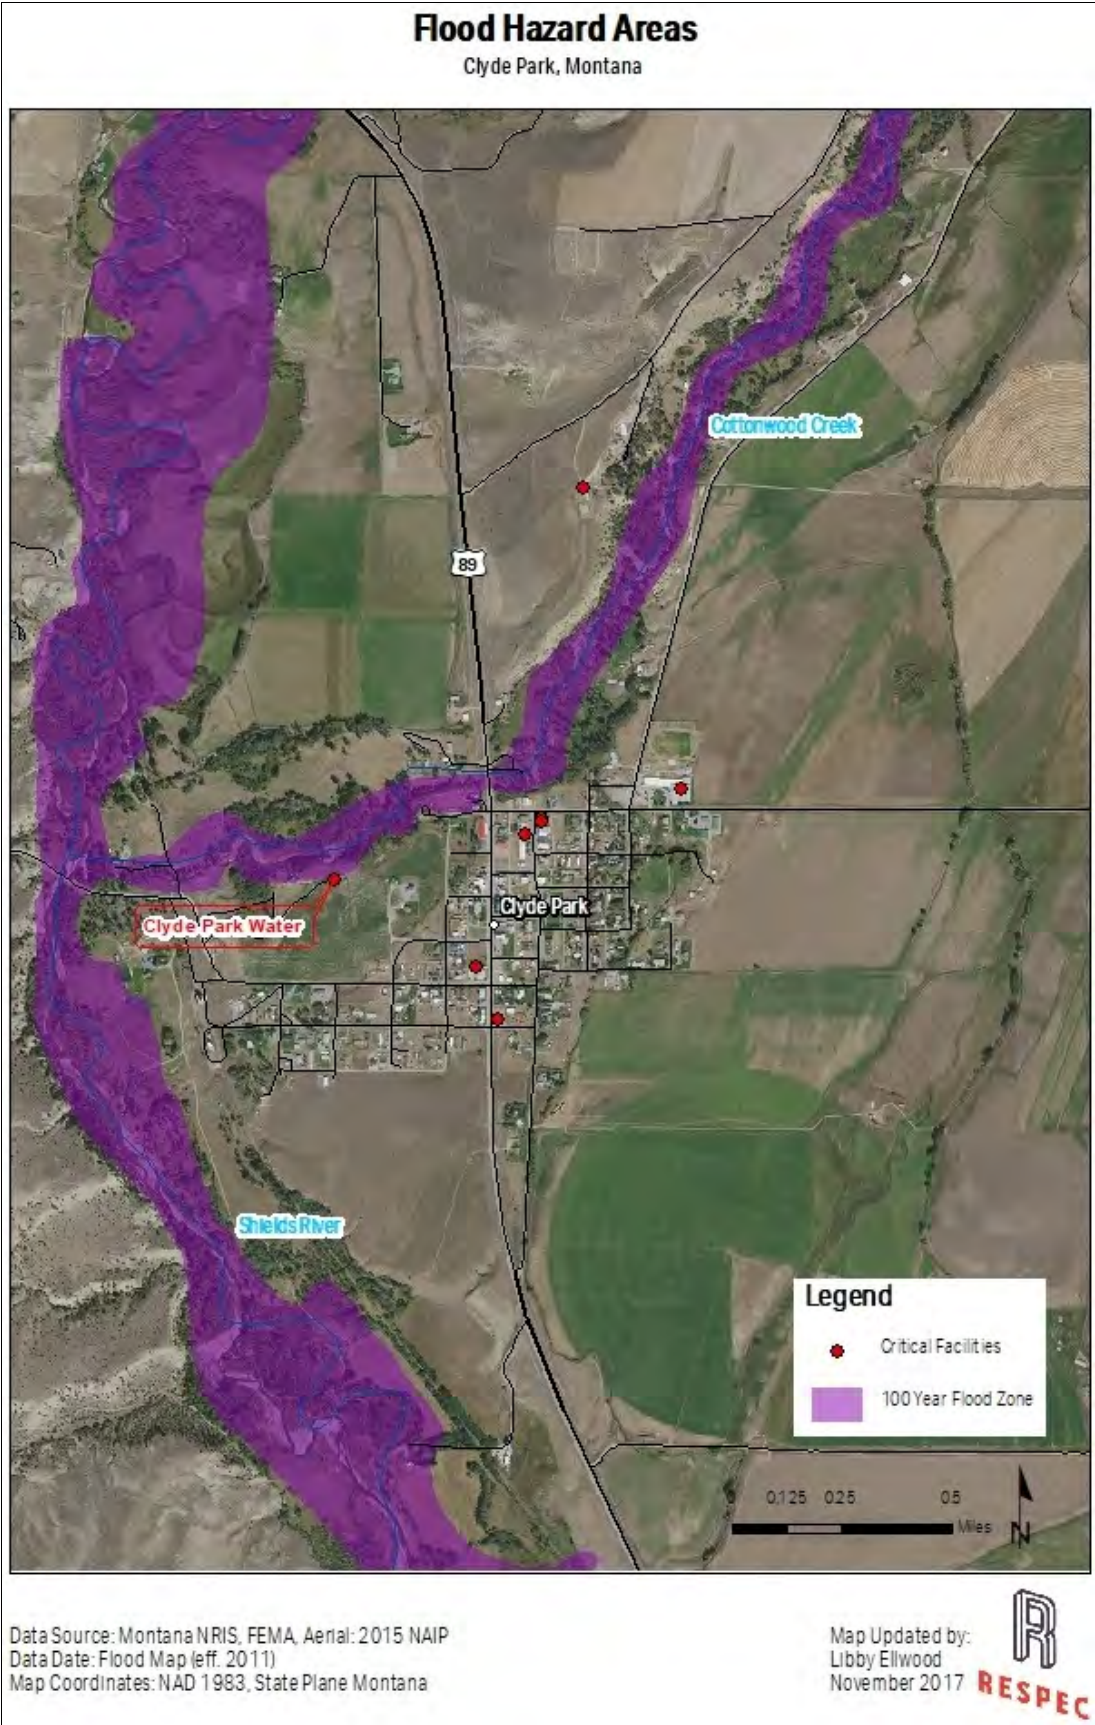 Flood Hazard Areas
Clyde Park, Montana
Cottonwood Creek
89
Clyde Park
Clyde Park Water
Shields River
Legend
Critical Facilities
100 Year Flood Zone
0 0.125 0.25 0.5
Miles
N
Data Source: Montana NRIS, FEMA, Aerial: 2015 NAIP
Data Date: Flood Map (eff. 2011)
Map Coordinates: NAD 1983, State Plane Montana
Map Updated by:
Libby Ellwood
November 2017
RESPEC